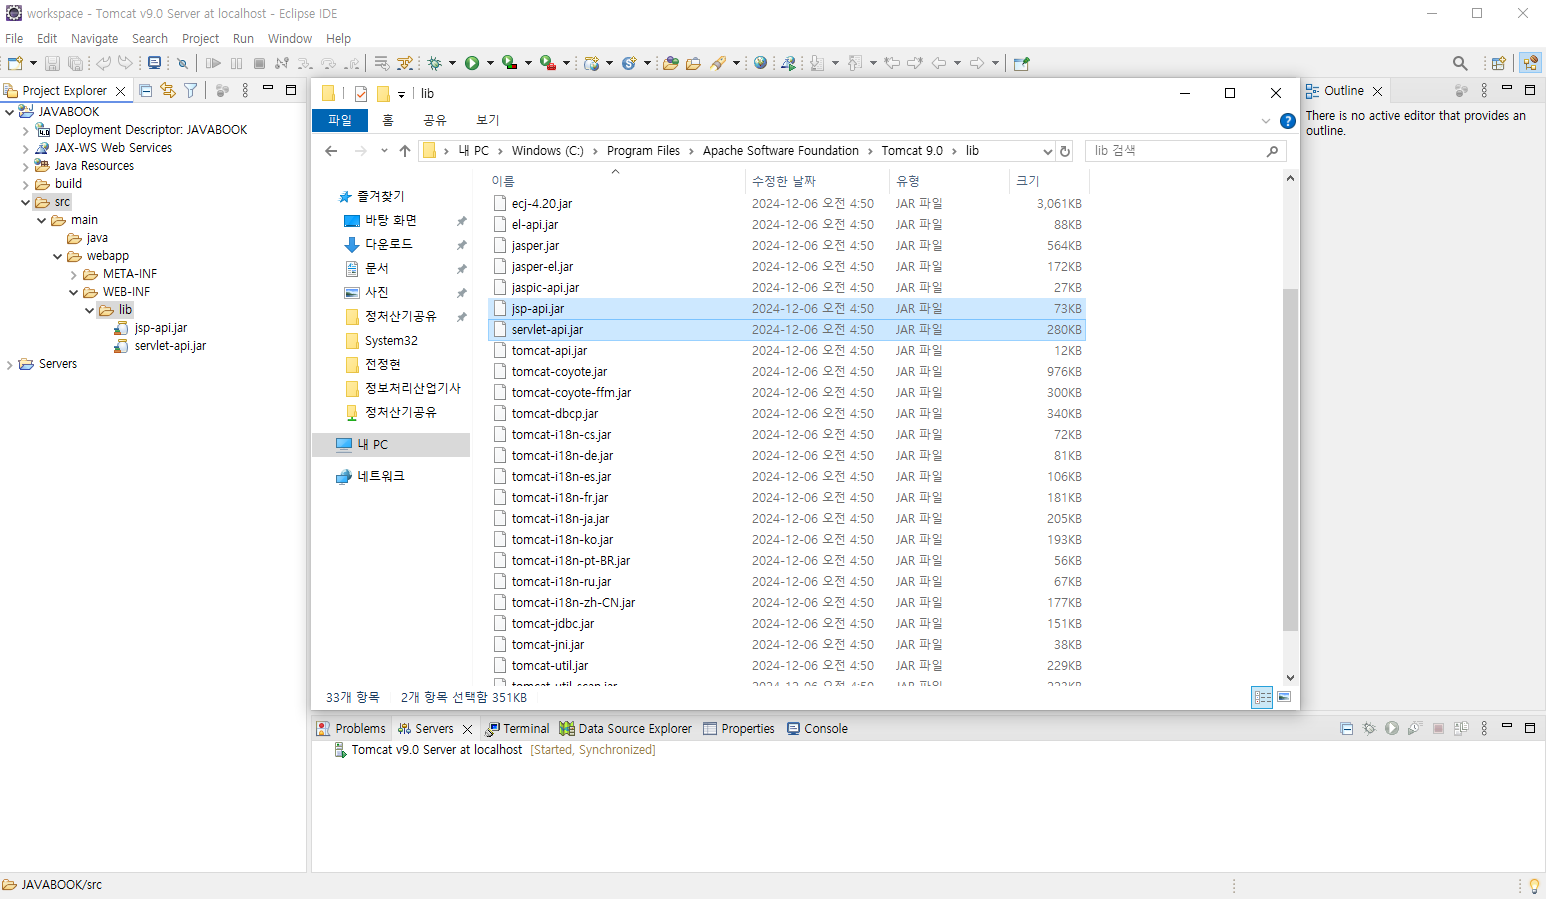 workspace - Tomcat v9.0 Server at localhost - Eclipse IDE
File Edit Navigate Search Project Run Window Help
Project Explorer
JAVABOOK
Deployment Descriptor: JAVABOOK
JAX-WS Web Services
Java Resources
build
src
main
java
webapp
META-INF
WEB-INF
lib
jsp-api.jar
servlet-api.jar
Servers
lib
파일 홈 공유 보기
내 PC Windows (C:) Program Files Apache Software Foundation Tomcat 9.0 lib
lib 검색
즐겨찾기
바탕 화면
다운로드
문서
사진
정처산기공유
System32
전정현
정보처리산업기사
정처산기공유
내 PC
네트워크
이름 수정한 날짜 유형 크기
ecj-4.20.jar 2024-12-06 오전 4:50 JAR 파일 3,061KB
el-api.jar 2024-12-06 오전 4:50 JAR 파일 88KB
jasper.jar 2024-12-06 오전 4:50 JAR 파일 564KB
jasper-el.jar 2024-12-06 오전 4:50 JAR 파일 172KB
jaspic-api.jar 2024-12-06 오전 4:50 JAR 파일 27KB
jsp-api.jar 2024-12-06 오전 4:50 JAR 파일 73KB
servlet-api.jar 2024-12-06 오전 4:50 JAR 파일 280KB
tomcat-api.jar 2024-12-06 오전 4:50 JAR 파일 12KB
tomcat-coyote.jar 2024-12-06 오전 4:50 JAR 파일 976KB
tomcat-coyote-ffm.jar 2024-12-06 오전 4:50 JAR 파일 300KB
tomcat-dbcp.jar 2024-12-06 오전 4:50 JAR 파일 340KB
tomcat-i18n-cs.jar 2024-12-06 오전 4:50 JAR 파일 72KB
tomcat-i18n-de.jar 2024-12-06 오전 4:50 JAR 파일 81KB
tomcat-i18n-es.jar 2024-12-06 오전 4:50 JAR 파일 106KB
tomcat-i18n-fr.jar 2024-12-06 오전 4:50 JAR 파일 181KB
tomcat-i18n-ja.jar 2024-12-06 오전 4:50 JAR 파일 205KB
tomcat-i18n-ko.jar 2024-12-06 오전 4:50 JAR 파일 193KB
tomcat-i18n-pt-BR.jar 2024-12-06 오전 4:50 JAR 파일 56KB
tomcat-i18n-ru.jar 2024-12-06 오전 4:50 JAR 파일 67KB
tomcat-i18n-zh-CN.jar 2024-12-06 오전 4:50 JAR 파일 177KB
tomcat-jdbc.jar 2024-12-06 오전 4:50 JAR 파일 151KB
tomcat-jni.jar 2024-12-06 오전 4:50 JAR 파일 38KB
tomcat-util.jar 2024-12-06 오전 4:50 JAR 파일 229KB
33개 항목 2개 항목 선택함 351KB
Outline
There is no active editor that provides an
outline.
Problems Servers Terminal Data Source Explorer Properties Console
Tomcat v9.0 Server at localhost [Started, Synchronized]
JAVABOOK/src